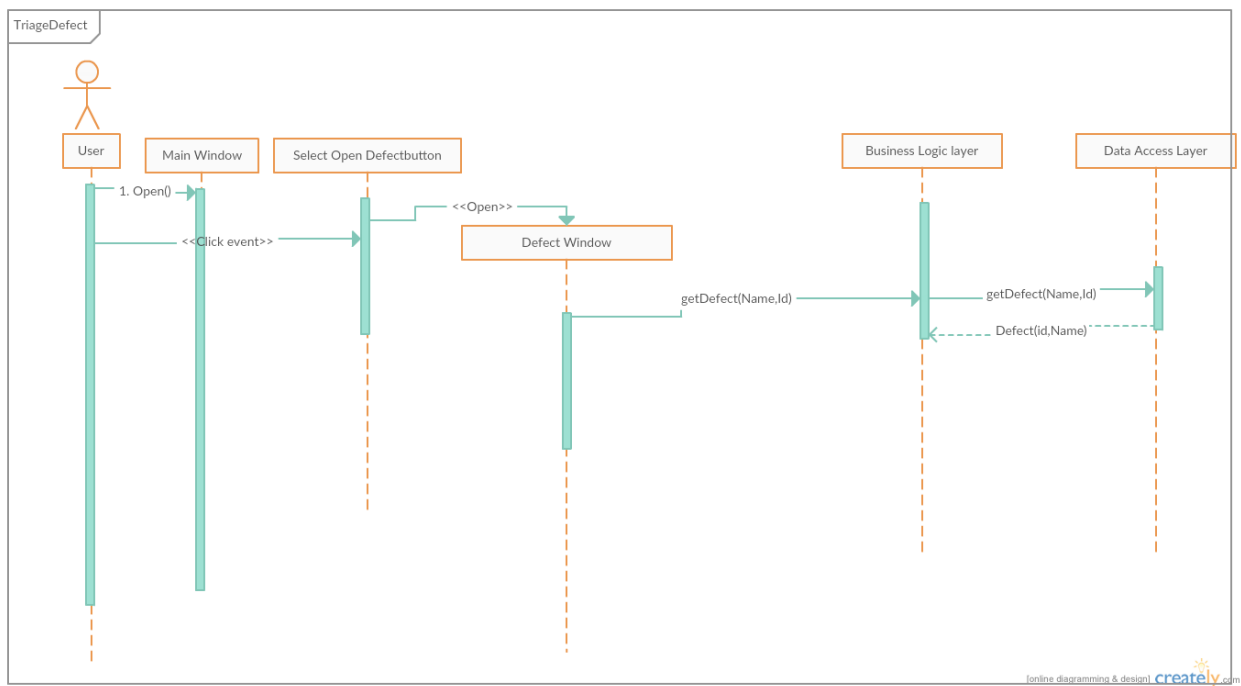 TriageDefect
User
Main Window
Select Open Defectbutton
Business Logic layer
Data Access Layer
1. Open()
<<Open>>
<<Click event>>
Defect Window
getDefect(Name,Id)
getDefect(Name,Id)
Defect(id,Name)
[online diagramming & design] creately.com